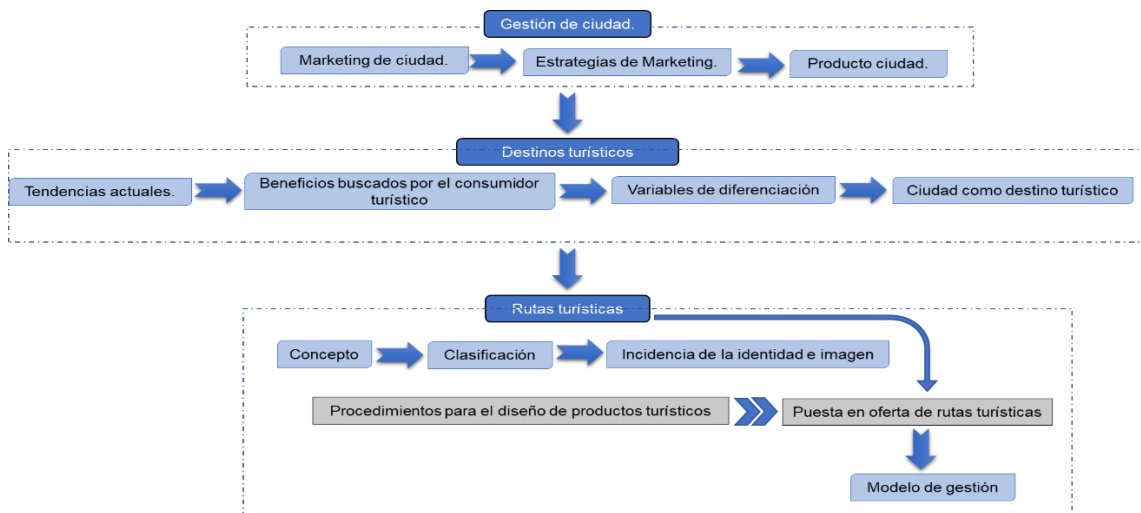 Gestión de ciudad.
Marketing de ciudad.
Estrategias de Marketing.
Producto ciudad.
Destinos turísticos
Tendencias actuales.
Beneficios buscados por el consumidor
turístico
Variables de diferenciación
Ciudad como destino turístico
Rutas turísticas
Concepto
Clasificación
Incidencia de la identidad e imagen
Procedimientos para el diseño de productos turísticos
Puesta en oferta de rutas turísticas
Modelo de gestión